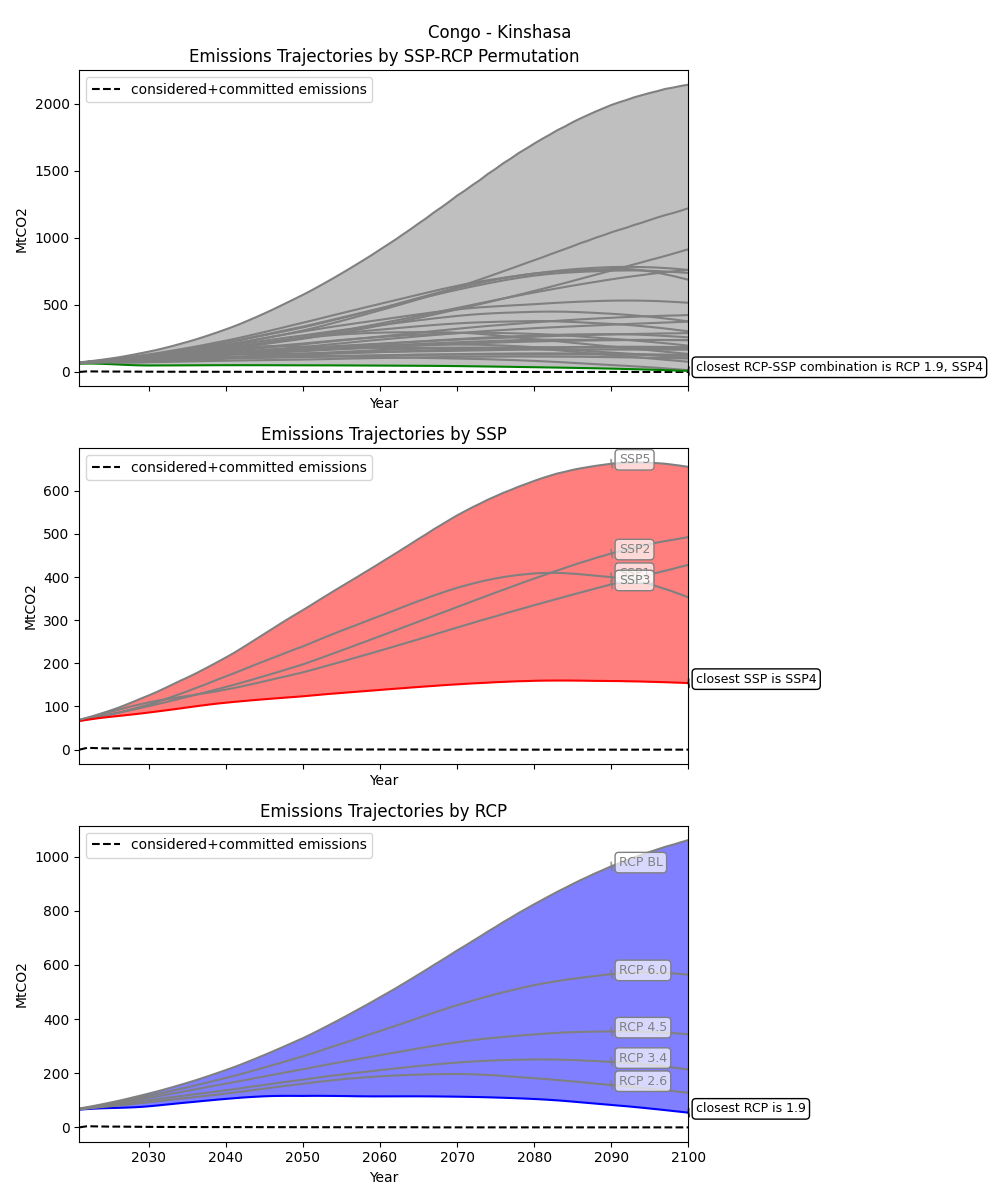 Congo - Kinshasa
Emissions Trajectories by SSP-RCP Permutation
considered+committed emissions
2000
1500
1000
500
0
MtCO2
Year
closest RCP-SSP combination is RCP 1.9, SSP4
Emissions Trajectories by SSP
considered+committed emissions
600
500
400
300
200
100
0
MtCO2
SSP5
SSP2
SSP3
closest SSP is SSP4
Year
Emissions Trajectories by RCP
considered+committed emissions
1000
800
600
400
200
0
MtCO2
RCP BL
RCP 6.0
RCP 4.5
RCP 3.4
RCP 2.6
closest RCP is 1.9
2030 2040 2050 2060 2070 2080 2090 2100
Year